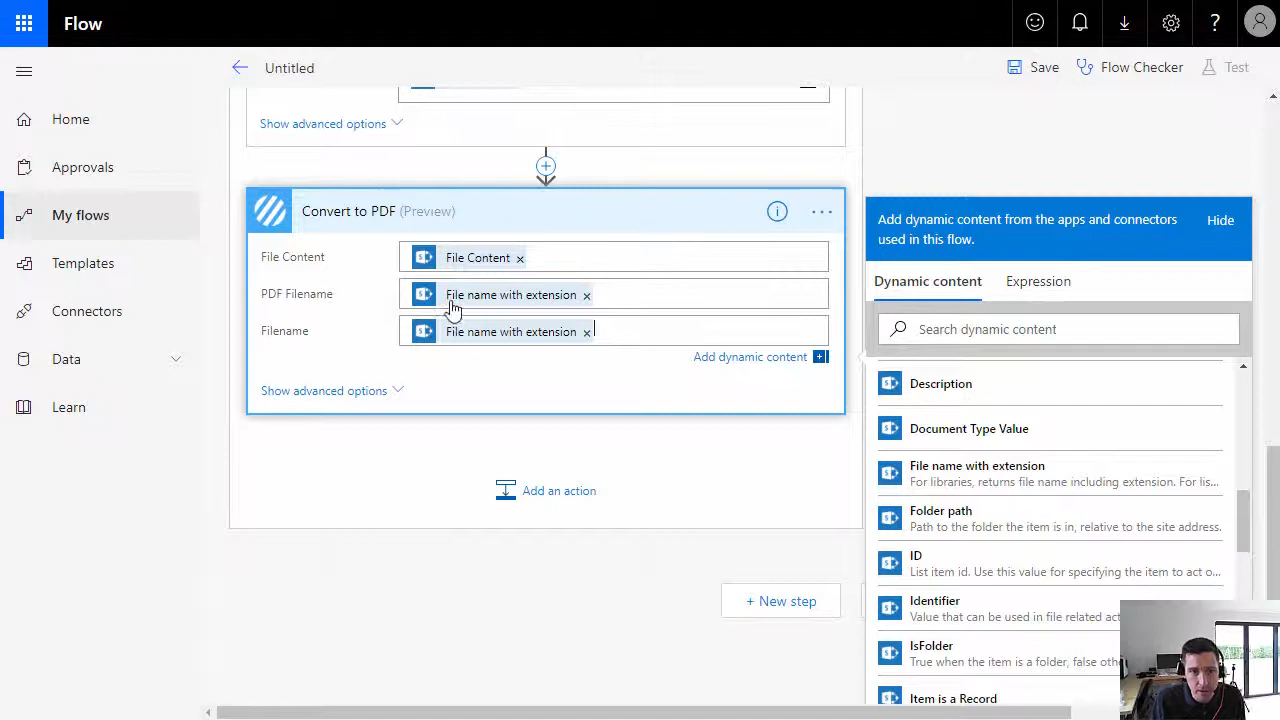 Flow
Untitled
Save
Flow Checker
Test
Home
Approvals
My flows
Templates
Connectors
Data
Learn
Show advanced options
Convert to PDF (Preview)
File Content
File Content ×
PDF Filename
File name with extension ×
Filename
File name with extension ×
Add dynamic content
Show advanced options
Add an action
+ New step
Add dynamic content from the apps and connectors
used in this flow.
Hide
Dynamic content
Expression
Search dynamic content
Description
Document Type Value
File name with extension
For libraries, returns file name including extension. For lis...
Folder path
Path to the folder the item is in, relative to the site address.
ID
List item id. Use this value for specifying the item to act o...
Identifier
Value that can be used in file related act
IsFolder
True when the item is a folder, false oth
Item is a Record